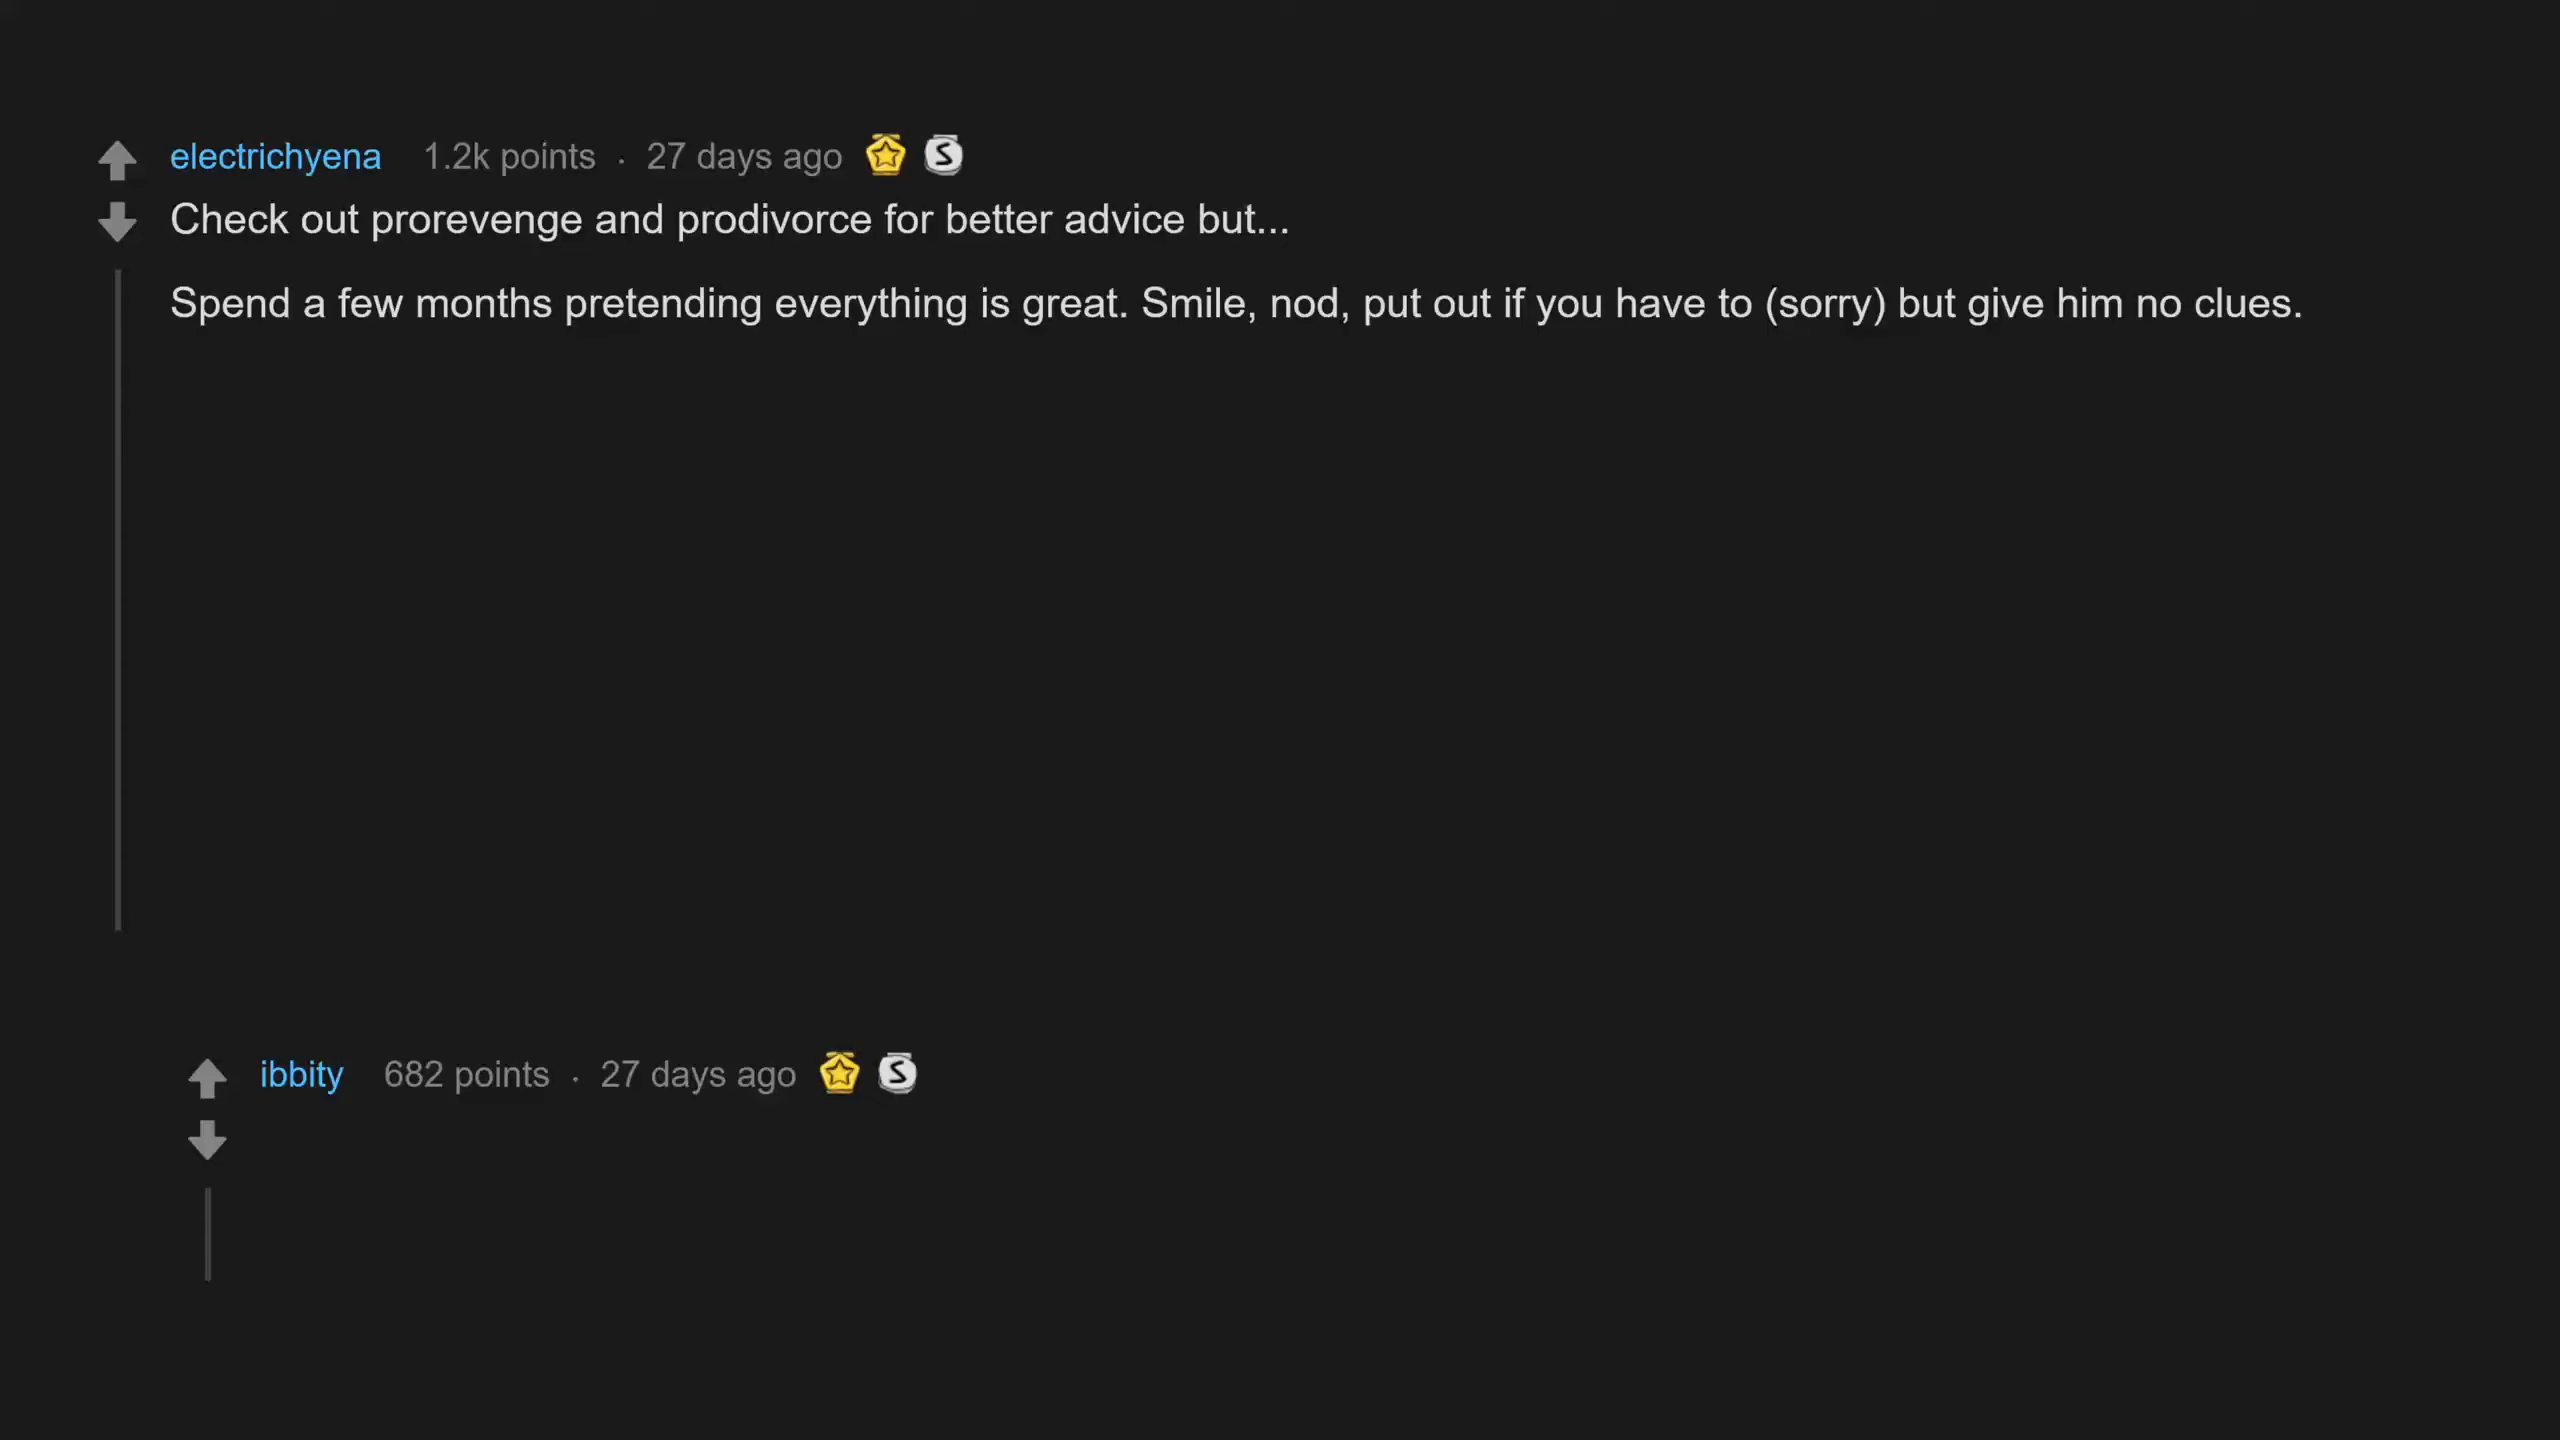 electrichyena 1.2k points · 27 days ago
Check out prorevenge and prodivorce for better advice but...
Spend a few months pretending everything is great. Smile, nod, put out if you have to (sorry) but give him no clues.
ibbity 682 points · 27 days ago